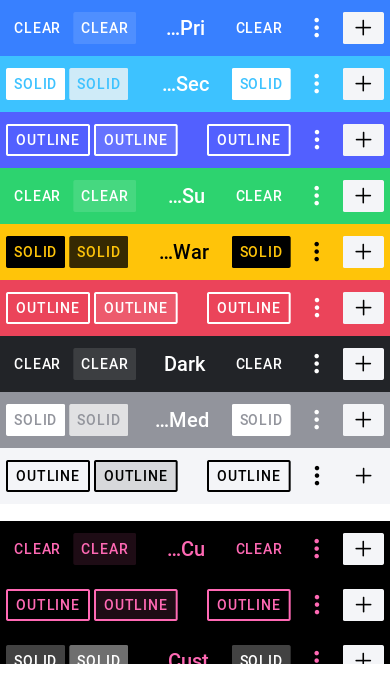 CLEAR CLEAR ...Pri CLEAR
SOLID SOLID ...Sec SOLID
OUTLINE OUTLINE OUTLINE
CLEAR CLEAR ...Su CLEAR
SOLID SOLID ...War SOLID
OUTLINE OUTLINE OUTLINE
CLEAR CLEAR Dark CLEAR
SOLID SOLID ...Med SOLID
OUTLINE OUTLINE OUTLINE
CLEAR CLEAR ...Cu CLEAR
OUTLINE OUTLINE OUTLINE
SOLID SOLID Cust SOLID